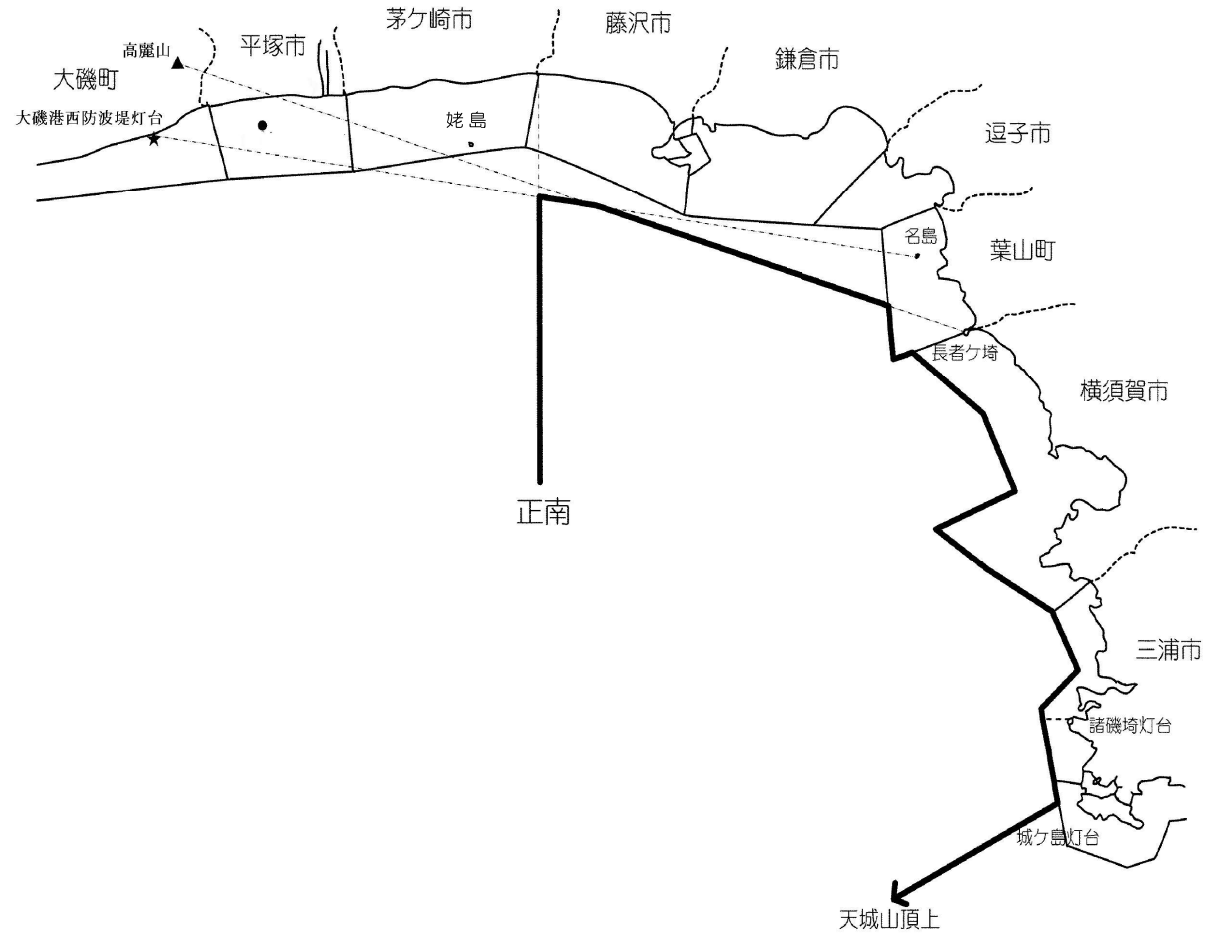 茅ケ崎市
藤沢市
平塚市
高麗山
鎌倉市
大磯町
大磯港西防波堤灯台
姥島
逗子市
名島
葉山町
長者ケ埼
横須賀市
正南
三浦市
諸磯埼灯台
城ケ島灯台
天城山頂上